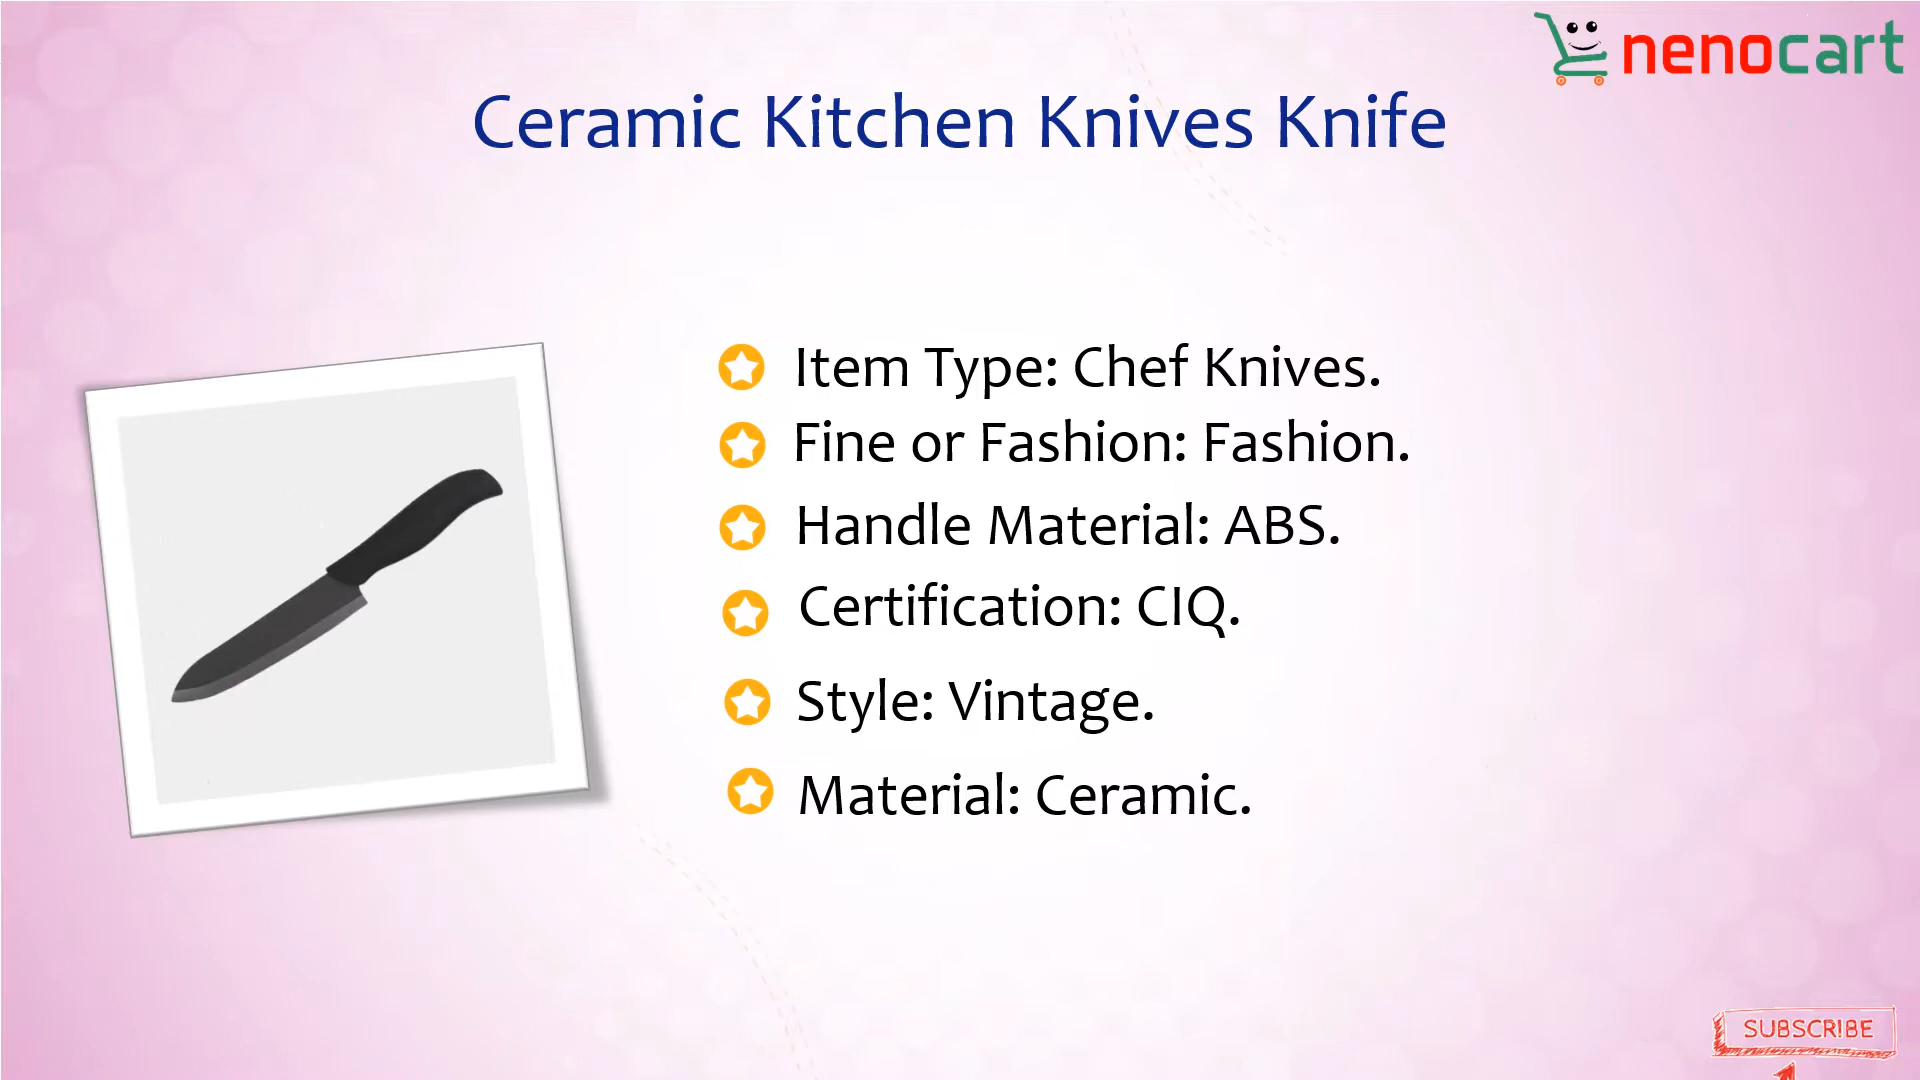 nenocart
Ceramic Kitchen Knives Knife
Item Type: Chef Knives.
Fine or Fashion: Fashion.
Handle Material: ABS.
Certification: CIQ.
Style: Vintage.
Material: Ceramic.
SUBSCRIBE